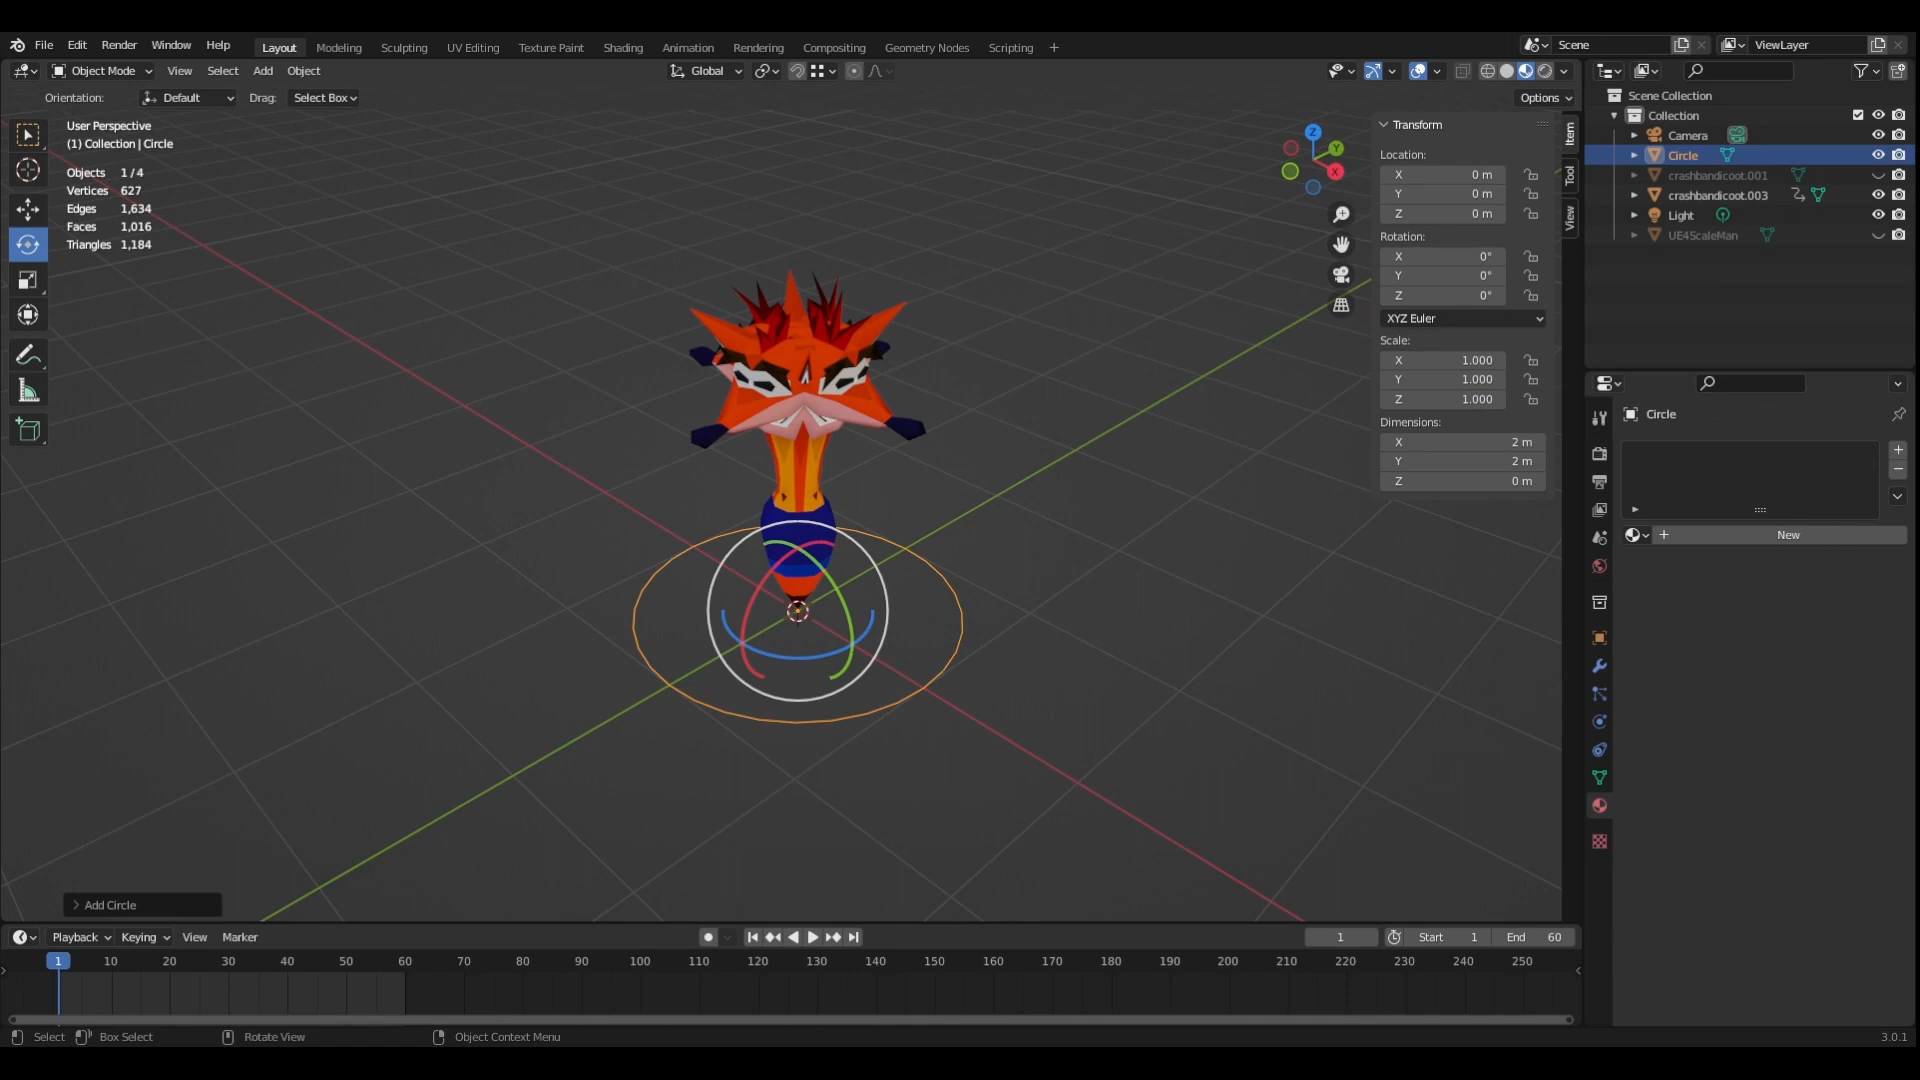 File Edit Render Window Help Layout Modeling Sculpting UV Editing Texture Paint Shading Animation Rendering Compositing Geometry Nodes Scripting + Scene ViewLayer
Object Mode View Select Add Object Global
Orientation: Default Drag: Select Box Options
User Perspective
(1) Collection | Circle
Objects 1/4
Vertices 627
Edges 1,634
Faces 1,016
Triangles 1,184
Z
Y
X
Transform
Location:
X 0 m
Y 0 m
Z 0 m
Rotation:
X 0°
Y 0°
Z 0°
XYZ Euler
Scale:
X 1.000
Y 1.000
Z 1.000
Dimensions:
X 2 m
Y 2 m
Z 0 m
Item
Tool
View
Scene Collection
Collection
Camera
Circle
crashbandicoot.001
crashbandicoot.003
Light
UE4ScaleMan
Circle
New
Add Circle
Playback Keying View Marker 1 Start 1 End 60
1 10 20 30 40 50 60 70 80 90 100 110 120 130 140 150 160 170 180 190 200 210 220 230 240 250
Select Box Select Rotate View Object Context Menu 3.0.1